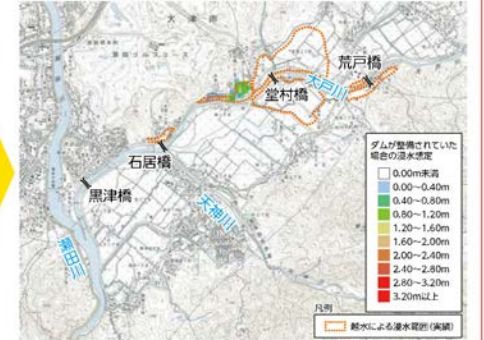 大津市
荒戸橋
大戸川
堂村橋
石居橋
黒津橋
天神川
瀬田川
ダムが整備されていた
場合の浸水想定
0.00m未満
0.00～0.40m
0.40～0.80m
0.80～1.20m
1.20～1.60m
1.60～2.00m
2.00～2.40m
2.40～2.80m
2.80～3.20m
3.20m以上
凡例
越水による浸水範囲(実績)